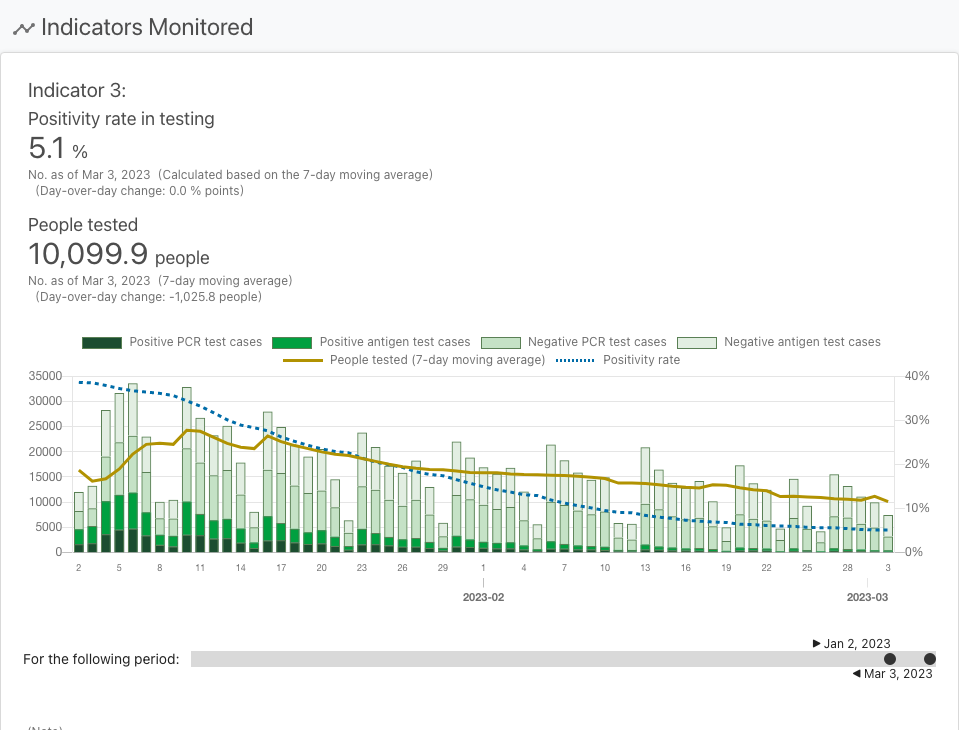 Indicators Monitored
Indicator 3:
Positivity rate in testing
5.1 %
No. as of Mar 3, 2023 (Calculated based on the 7-day moving average)
(Day-over-day change: 0.0 % points)
People tested
10,099.9 people
No. as of Mar 3, 2023 (7-day moving average)
(Day-over-day change: -1,025.8 people)
Positive PCR test cases Positive antigen test cases Negative PCR test cases Negative antigen test cases
People tested (7-day moving average) Positivity rate
35000 40%
30000
25000 30%
20000
15000 20%
10000 10%
5000
0 0%
2 5 8 11 14 17 20 23 26 29 1 4 7 10 13 16 19 22 25 28 3
2023-02 2023-03
▶ Jan 2, 2023
For the following period:
◀ Mar 3, 2023
(Note)